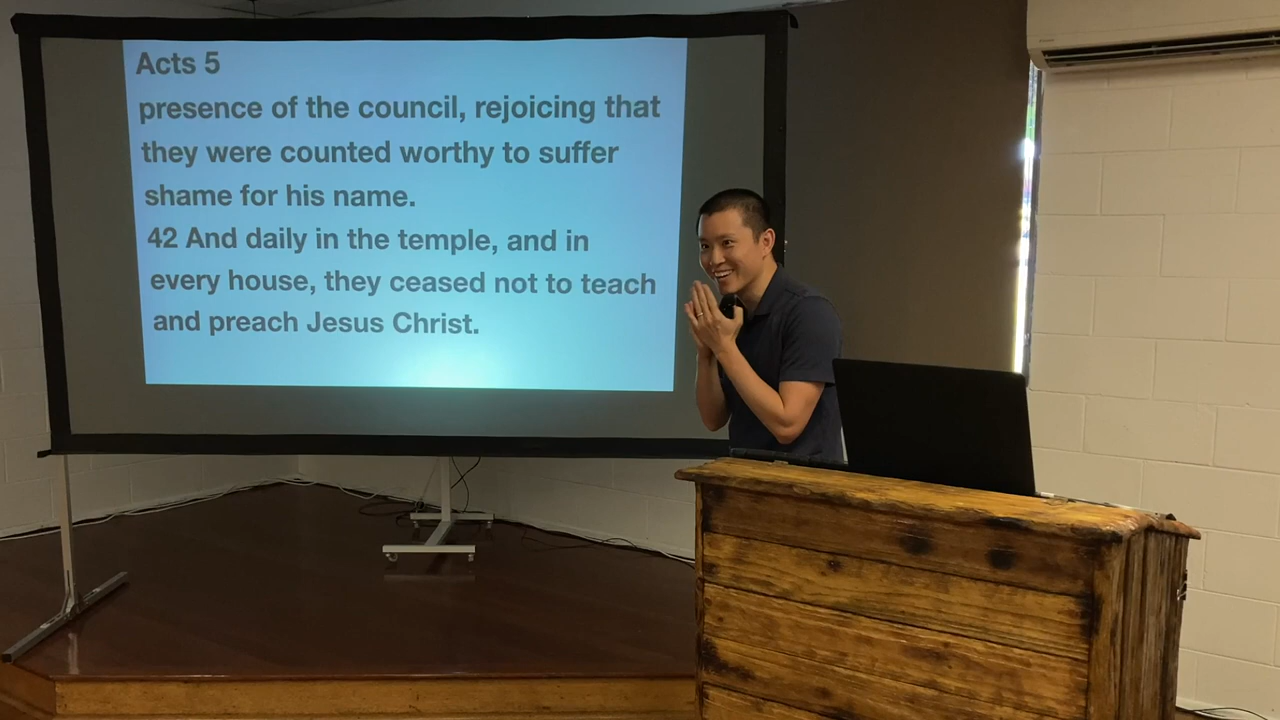 Acts 5
presence of the council, rejoicing that
they were counted worthy to suffer
shame for his name.
42 And daily in the temple, and in
every house, they ceased not to teach
and preach Jesus Christ.